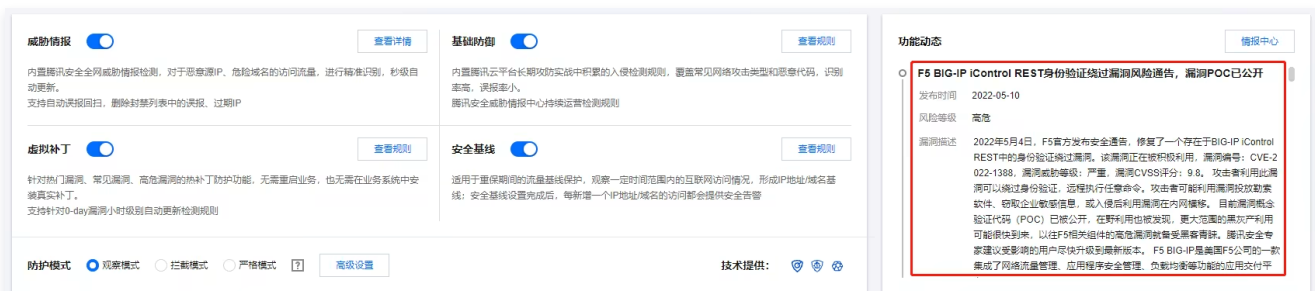 威胁情报
查看详情
内置腾讯安全全网威胁情报检测，对于恶意源IP、危险域名的访问流量，进行精准识别，秒级自
动更新。
支持自动误报回扫，删除封禁列表中的误报、过期IP
基础防御
查看规则
内置腾讯云平台长期攻防实战中积累的入侵检测规则，覆盖常见网络攻击类型和恶意代码，识别
率高，误报率小。
腾讯安全威胁情报中心持续运营检测规则
虚拟补丁
查看规则
针对热门漏洞、常见漏洞、高危漏洞的热补丁防护功能，无需重启业务，也无需在业务系统中安
装真实补丁。
支持针对0-day漏洞小时级别自动更新检测规则
安全基线
查看规则
适用于重保期间的流量基线保护，观察一定时间范围内的互联网访问情况，形成IP地址/域名基
线；安全基线设置完成后，每新增一个IP地址/域名的访问都会提供安全告警
防护模式 观察模式 拦截模式 严格模式 ? 高级设置
技术提供：
功能动态
情报中心
F5 BIG-IP iControl REST身份验证绕过漏洞风险通告，漏洞POC已公开
发布时间 2022-05-10
风险等级 高危
漏洞描述 2022年5月4日，F5官方发布安全通告，修复了一个存在于BIG-IP iControl
REST中的身份验证绕过漏洞。该漏洞正在被积极利用，漏洞编号：CVE-2
022-1388，漏洞威胁等级：严重，漏洞CVSS评分：9.8。 攻击者利用此漏
洞可以绕过身份验证，远程执行任意命令。攻击者可能利用漏洞投放勒索
软件、窃取企业敏感信息，或入侵后利用漏洞在内网横移。 目前漏洞概念
验证代码（POC）已被公开，在野利用也被发现，更大范围的黑灰产利用
可能很快到来，以往F5相关组件的高危漏洞就备受黑客青睐。腾讯安全专
家建议受影响的用户尽快升级到最新版本。 F5 BIG-IP是美国F5公司的一款
集成了网络流量管理、应用程序安全管理、负载均衡等功能的应用交付平